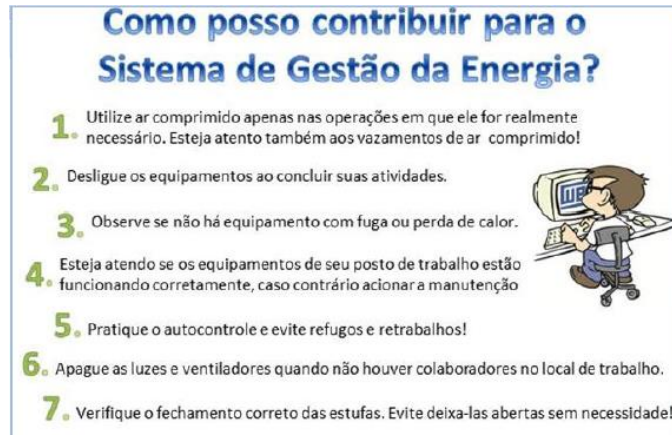 Como posso contribuir para o
Sistema de Gestão da Energia?
1. Utilize ar comprimido apenas nas operações em que ele for realmente
necessário. Esteja atento também aos vazamentos de ar comprimido!
2. Desligue os equipamentos ao concluir suas atividades.
3. Observe se não há equipamento com fuga ou perda de calor.
4. Esteja atendo se os equipamentos de seu posto de trabalho estão
funcionando corretamente, caso contrário acionar a manutenção
5. Pratique o autocontrole e evite refugos e retrabalhos!
6. Apague as luzes e ventiladores quando não houver colaboradores no local de trabalho.
7. Verifique o fechamento correto das estufas. Evite deixa-las abertas sem necessidade!